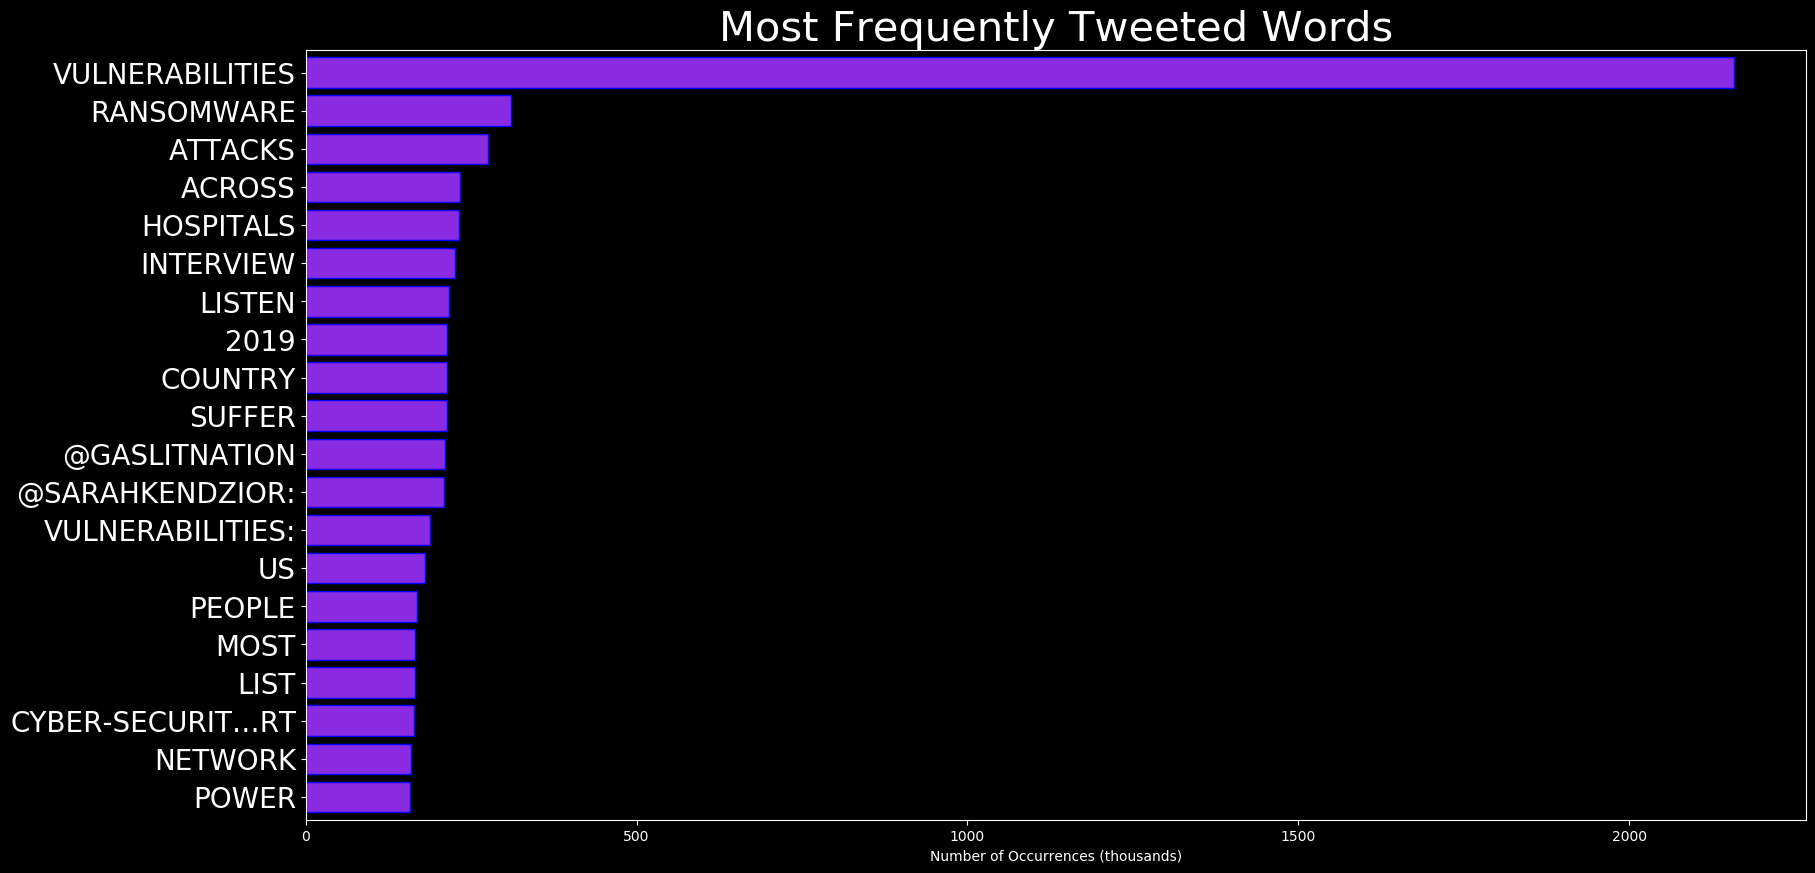 Most Frequently Tweeted Words
VULNERABILITIES
RANSOMWARE
ATTACKS
ACROSS
HOSPITALS
INTERVIEW
LISTEN
2019
COUNTRY
SUFFER
@GASLITNATION
@SARAHKENDZIOR:
VULNERABILITIES:
US
PEOPLE
MOST
LIST
CYBER-SECURIT...RT
NETWORK
POWER
0 500 1000 1500 2000
Number of Occurrences (thousands)